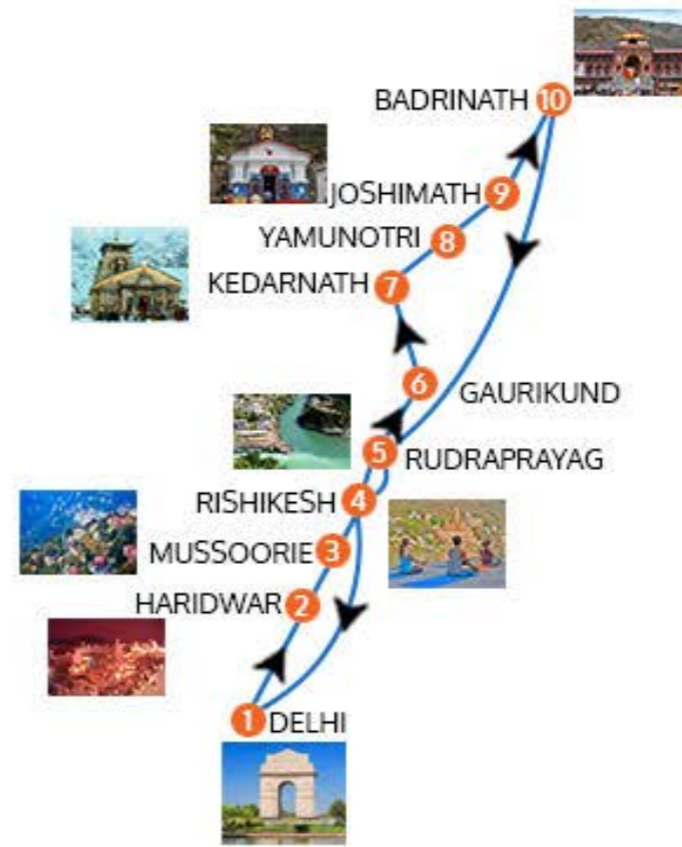 BADRINATH 10
JOSHIMATH 9
YAMUNOTRI 8
KEDARNATH 7
6 GAURIKUND
5 RUDRAPRAYAG
RISHIKESH 4
MUSSOORIE 3
HARIDWAR 2
1 DELHI